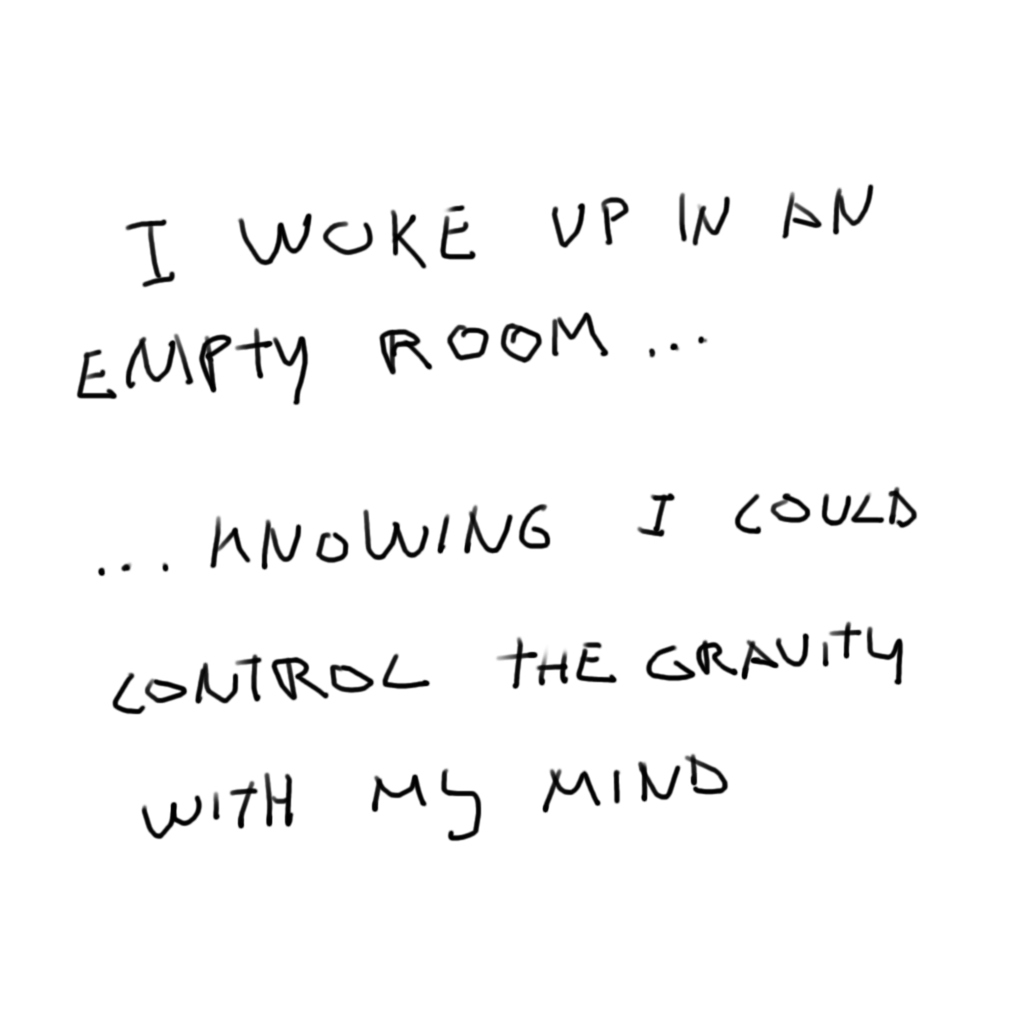 I WOKE UP IN AN
EMPTY ROOM...
...KNOWING I COULD
CONTROL THE GRAVITY
WITH MY MIND